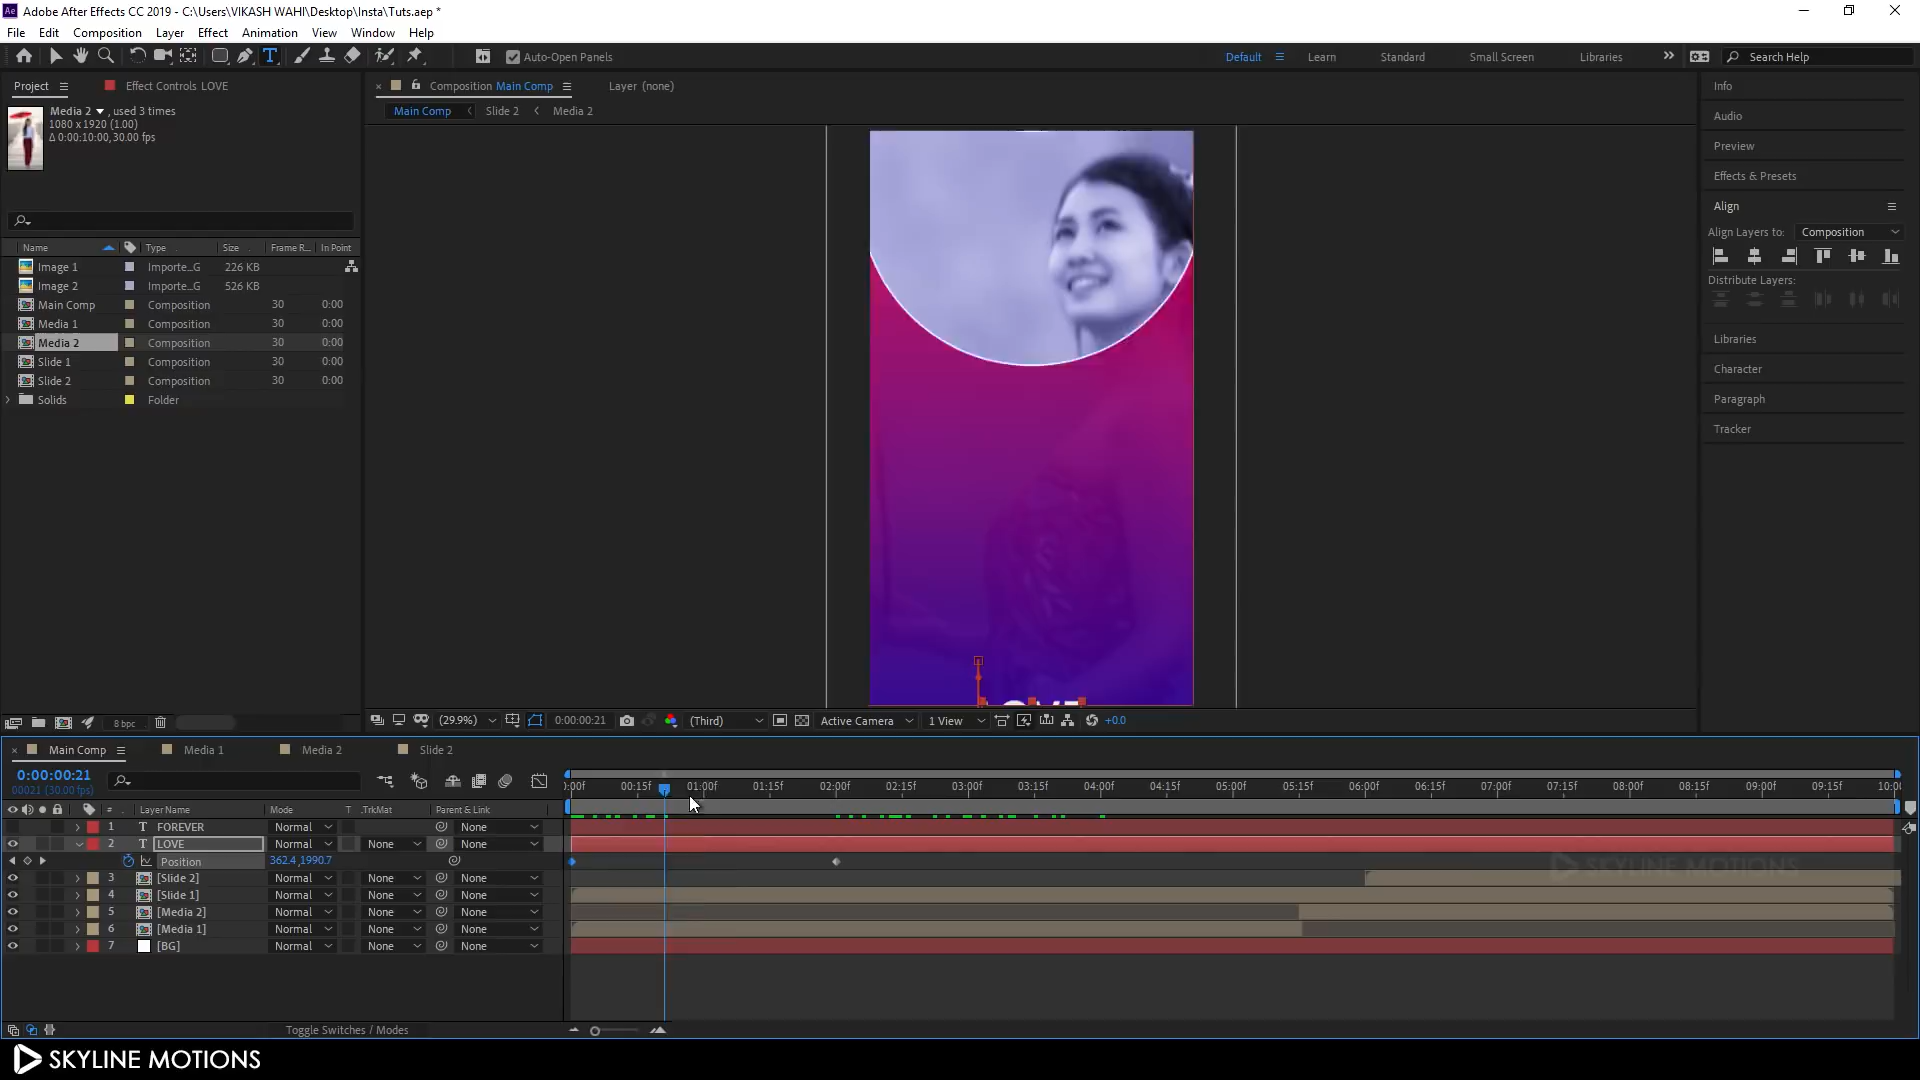 Adobe After Effects CC 2019 - C:\Users\VIKASH WAHI\Desktop\Insta\Tuts.aep *
File Edit Composition Layer Effect Animation View Window Help
Auto-Open Panels
Default Learn Standard Small Screen Libraries Search Help
Project Effect Controls LOVE
Composition Main Comp Layer (none)
Main Comp Slide 2 Media 2
Media 2 , used 3 times
1080 x 1920 (1.00)
Δ 0:00:10:00, 30.00 fps
Name Type Size Frame R... In Point
Image 1 Importe...G 226 KB
Image 2 Importe...G 526 KB
Main Comp Composition 30 0:00
Media 1 Composition 30 0:00
Media 2 Composition 30 0:00
Slide 1 Composition 30 0:00
Slide 2 Composition 30 0:00
Solids Folder
Info
Audio
Preview
Effects & Presets
Align
Align Layers to: Composition
Distribute Layers:
Libraries
Character
Paragraph
Tracker
8 bpc
(29.9%) 0:00:00:21 (Third) Active Camera 1 View +0.0
Main Comp Media 1 Media 2 Slide 2
0:00:00:21
00021 (30.00 fps)
:00f 00:15f 01:00f 01:15f 02:00f 02:15f 03:00f 03:15f 04:00f 04:15f 05:00f 05:15f 06:00f 06:15f 07:00f 07:15f 08:00f 08:15f 09:00f 09:15f 10:00
# Layer Name Mode T .TrkMat Parent & Link
1 T FOREVER Normal None
2 T LOVE Normal None None
Position 362.4,1990.7
3 [Slide 2] Normal None None
4 [Slide 1] Normal None None
5 [Media 2] Normal None None
6 [Media 1] Normal None None
7 [BG] Normal None None
SKYLINE MOTIONS
Toggle Switches / Modes
SKYLINE MOTIONS